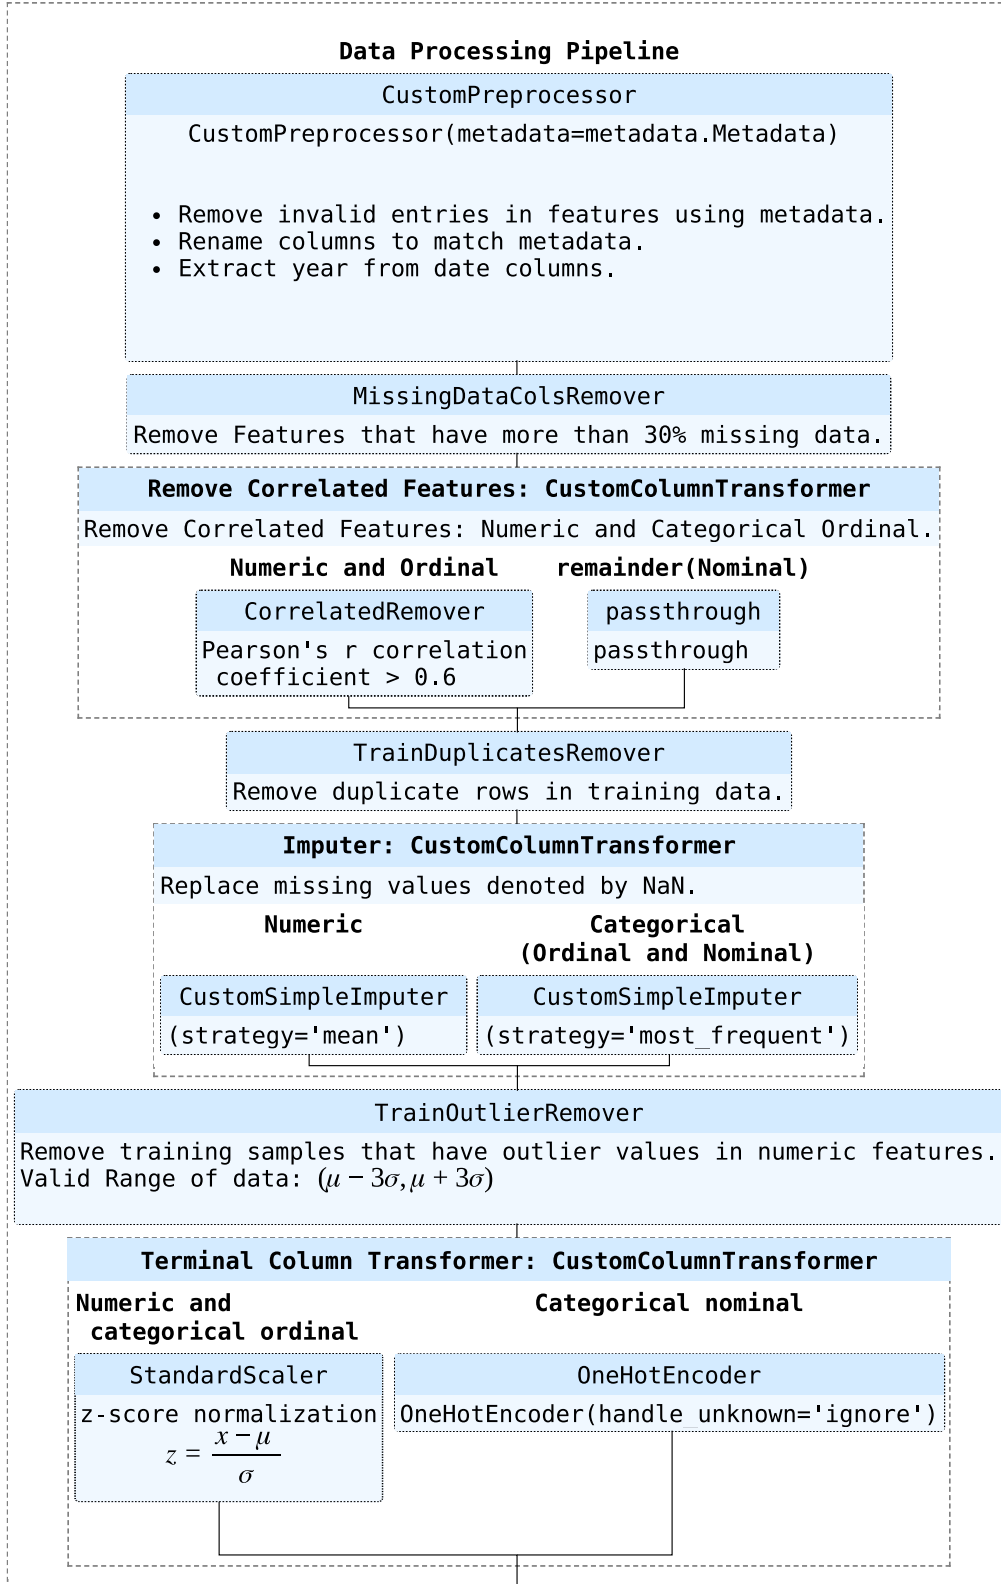 Data Processing Pipeline
CustomPreprocessor
CustomPreprocessor(metadata=metadata.Metadata)
• Remove invalid entries in features using metadata.
• Rename columns to match metadata.
• Extract year from date columns.
MissingDataColsRemover
Remove Features that have more than 30% missing data.
Remove Correlated Features: CustomColumnTransformer
Remove Correlated Features: Numeric and Categorical Ordinal.
Numeric and Ordinal
CorrelatedRemover
Pearson's r correlation
coefficient > 0.6
remainder(Nominal)
passthrough
passthrough
TrainDuplicatesRemover
Remove duplicate rows in training data.
Imputer: CustomColumnTransformer
Replace missing values denoted by NaN.
Numeric
CustomSimpleImputer
(strategy='mean')
Categorical
(Ordinal and Nominal)
CustomSimpleImputer
(strategy='most_frequent')
TrainOutlierRemover
Remove training samples that have outlier values in numeric features.
Valid Range of data: (μ − 3σ, μ + 3σ)
Terminal Column Transformer: CustomColumnTransformer
Numeric and
categorical ordinal
StandardScaler
z-score normalization
z = (x − μ) / σ
Categorical nominal
OneHotEncoder
OneHotEncoder(handle_unknown='ignore')